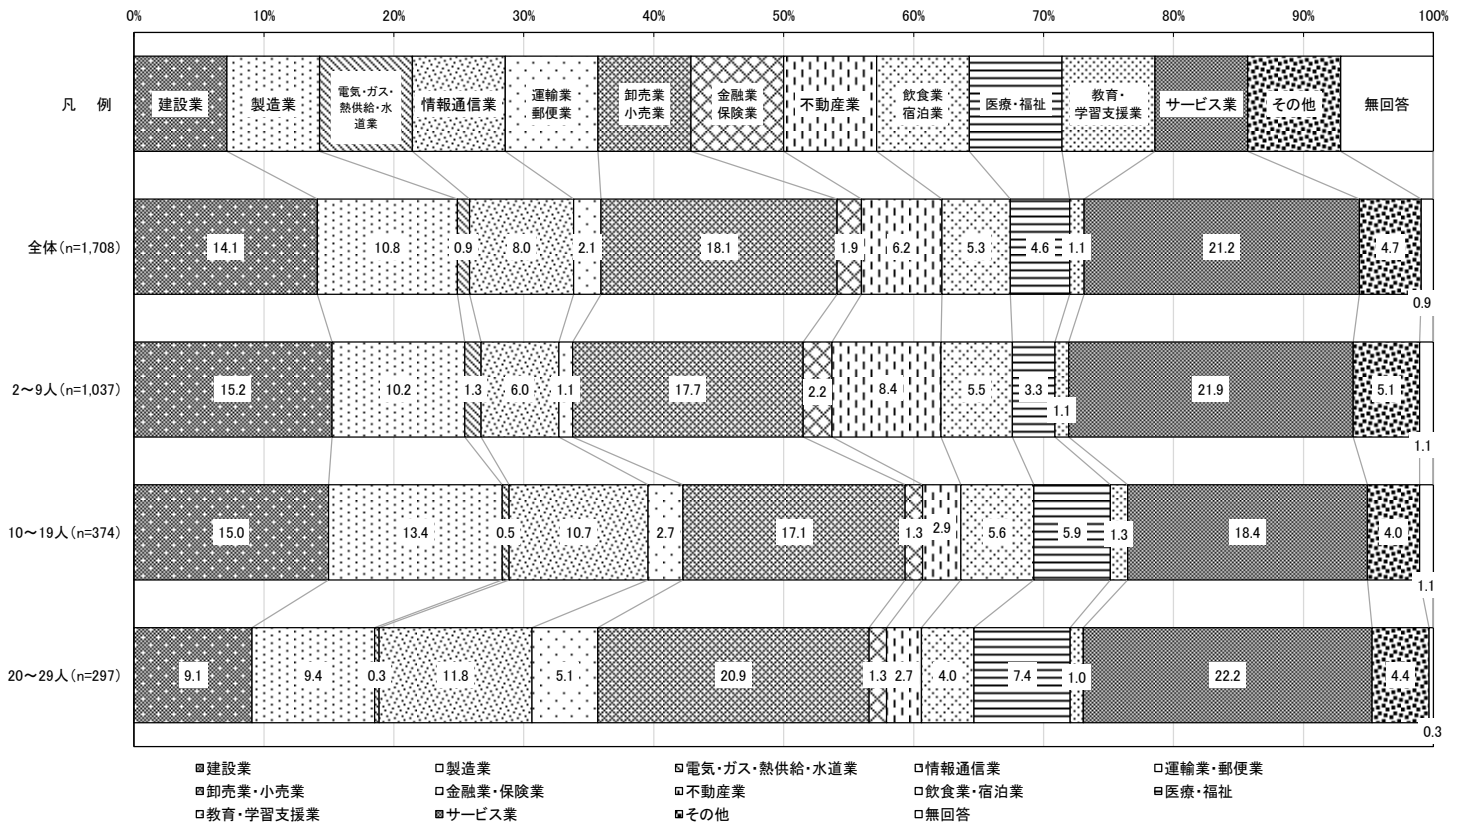 0% 10% 20% 30% 40% 50% 60% 70% 80% 90% 100%
凡 例
建設業
製造業
電気・ガス・
熱供給・水
道業
情報通信業
運輸業
郵便業
卸売業
小売業
金融業
保険業
不動産業
飲食業
宿泊業
医療・福祉
教育・
学習支援業
サービス業
その他
無回答
全体(n=1,708) 14.1 10.8 0.9 8.0 2.1 18.1 1.9 6.2 5.3 4.6 1.1 21.2 4.7 0.9
2～9人(n=1,037) 15.2 10.2 1.3 6.0 1.1 17.7 2.2 8.4 5.5 3.3 1.1 21.9 5.1 1.1
10～19人(n=374) 15.0 13.4 0.5 10.7 2.7 17.1 1.3 2.9 5.6 5.9 1.3 18.4 4.0 1.1
20～29人(n=297) 9.1 9.4 0.3 11.8 5.1 20.9 1.3 2.7 4.0 7.4 1.0 22.2 4.4 0.3
建設業 製造業 電気・ガス・熱供給・水道業 情報通信業 運輸業・郵便業
卸売業・小売業 金融業・保険業 不動産業 飲食業・宿泊業 医療・福祉
教育・学習支援業 サービス業 その他 無回答